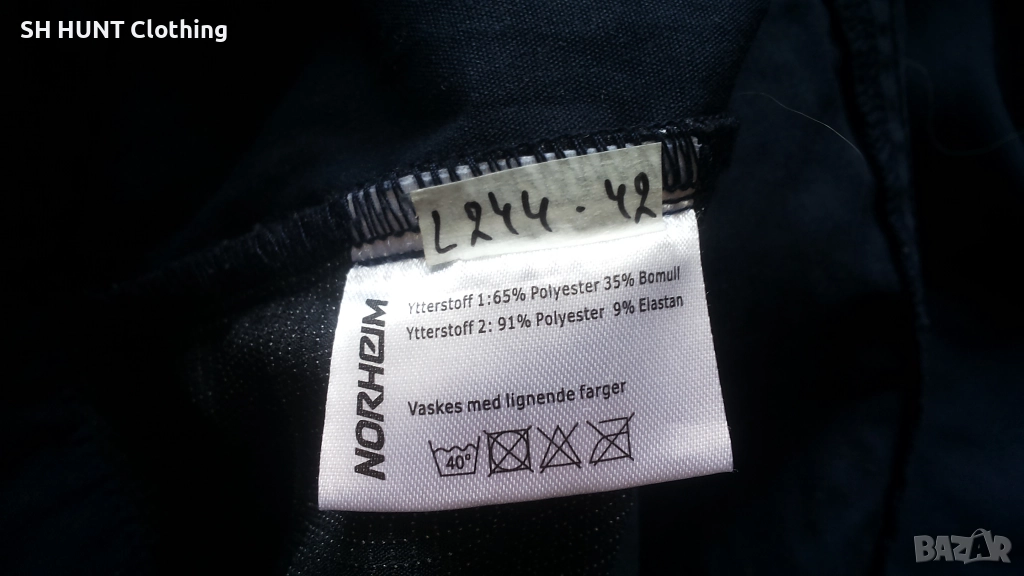 SH HUNT Clothing
L244 - 42
Ytterstoff 1:65% Polyester 35% Bomull
Ytterstoff 2: 91% Polyester 9% Elastan
NORHEIM
Vaskes med lignende farger
40°
BAZAR